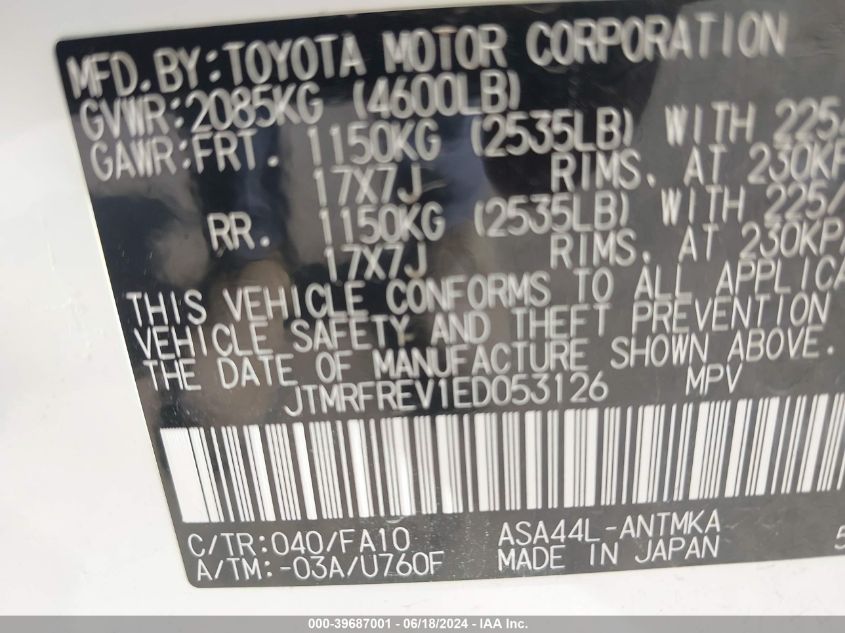 MFD. BY: TOYOTA MOTOR CORPORATION
GVWR: 2085KG (4600LB)
GAWR: FRT. 1150KG (2535LB) WITH 225/
17X7J RIMS. AT 230KP
RR. 1150KG (2535LB) WITH 225/
17X7J RIMS. AT 230KP
THIS VEHICLE CONFORMS TO ALL APPLICA
VEHICLE SAFETY AND THEFT PREVENTION
THE DATE OF MANUFACTURE SHOWN ABOVE.
JTMRFREV1ED053126 MPV
C/TR: 040/FA10 ASA44L-ANTMKA 5
A/TM: -03A/U760F MADE IN JAPAN
000-39687001 - 06/18/2024 - IAA Inc.